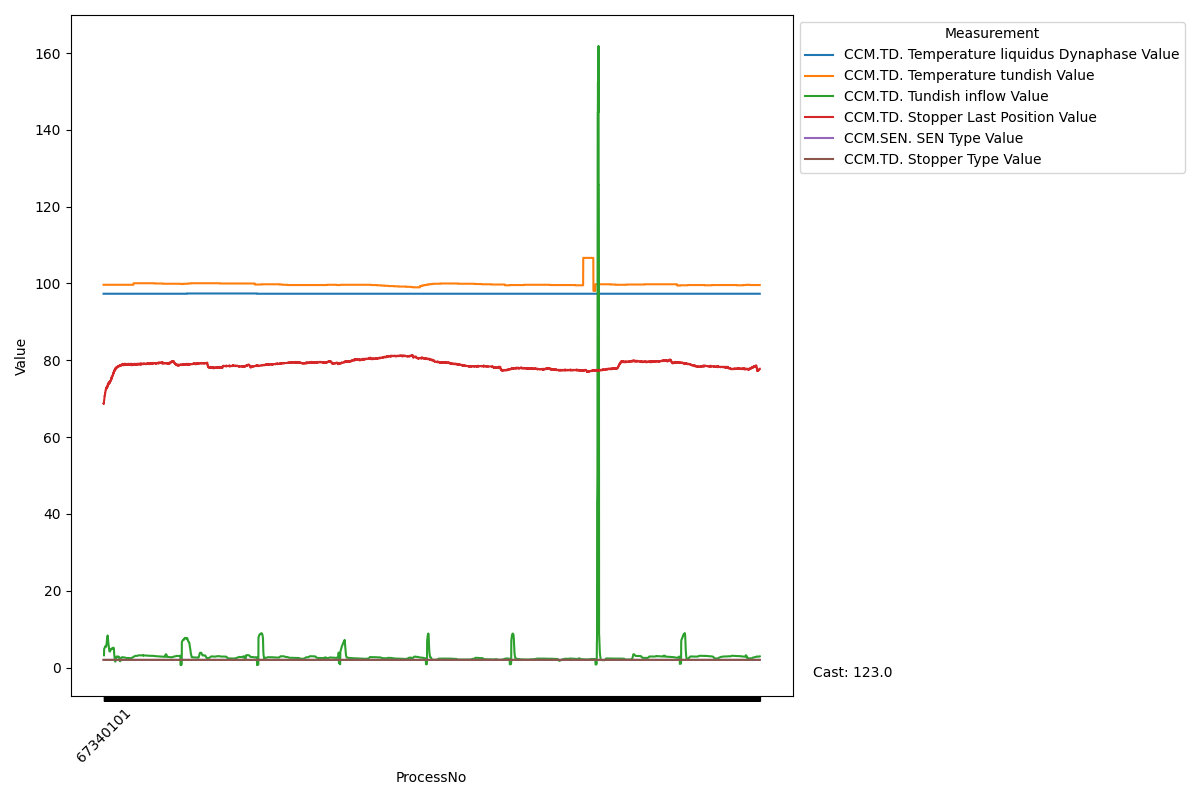 Measurement
CCM.TD. Temperature liquidus Dynaphase Value
CCM.TD. Temperature tundish Value
CCM.TD. Tundish inflow Value
CCM.TD. Stopper Last Position Value
CCM.SEN. SEN Type Value
CCM.TD. Stopper Type Value
160
140
120
100
80
60
40
20
0
Value
Cast: 123.0
67340101
ProcessNo